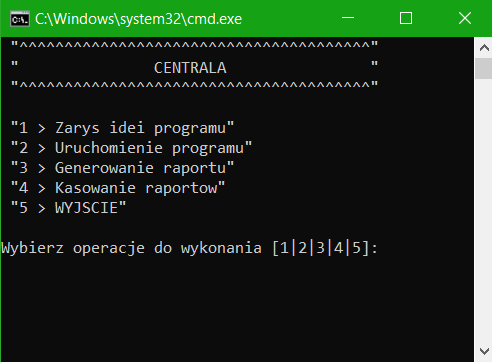 C:\Windows\system32\cmd.exe
"^^^^^^^^^^^^^^^^^^^^^^^^^^^^^^^^^^^^^^^"
" CENTRALA "
"^^^^^^^^^^^^^^^^^^^^^^^^^^^^^^^^^^^^^^^"
"1 > Zarys idei programu"
"2 > Uruchomienie programu"
"3 > Generowanie raportu"
"4 > Kasowanie raportow"
"5 > WYJSCIE"
Wybierz operacje do wykonania [1|2|3|4|5]: